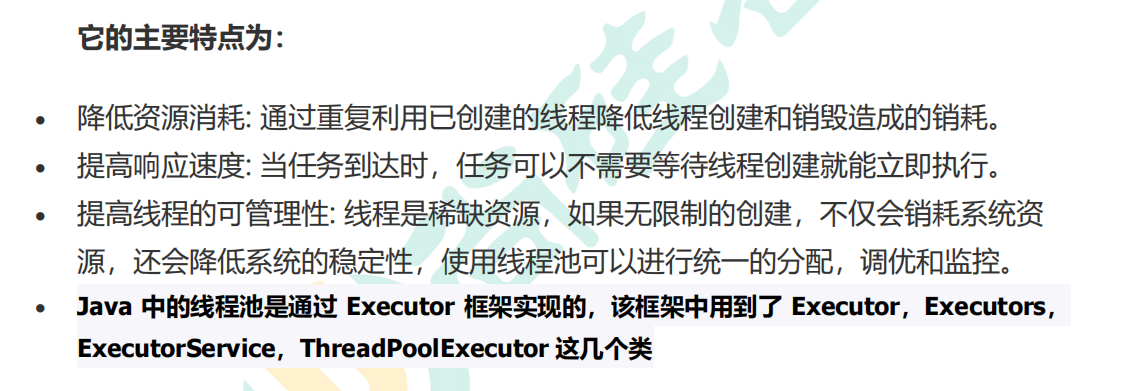 它的主要特点为：
• 降低资源消耗: 通过重复利用已创建的线程降低线程创建和销毁造成的销耗。
• 提高响应速度: 当任务到达时，任务可以不需要等待线程创建就能立即执行。
• 提高线程的可管理性: 线程是稀缺资源，如果无限制的创建，不仅会销耗系统资
源，还会降低系统的稳定性，使用线程池可以进行统一的分配，调优和监控。
• Java 中的线程池是通过 Executor 框架实现的，该框架中用到了 Executor，Executors，
ExecutorService，ThreadPoolExecutor 这几个类